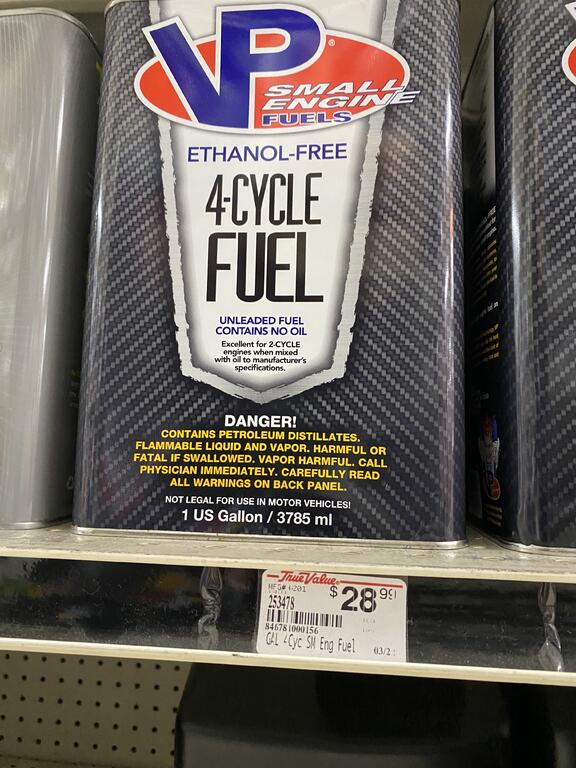 VP
SMALL
ENGINE
FUELS
ETHANOL-FREE
4-CYCLE
FUEL
UNLEADED FUEL
CONTAINS NO OIL
Excellent for 2-CYCLE
engines when mixed
with oil to manufacturer's
specifications.
DANGER!
CONTAINS PETROLEUM DISTILLATES.
FLAMMABLE LIQUID AND VAPOR. HARMFUL OR
FATAL IF SWALLOWED. VAPOR HARMFUL. CALL
PHYSICIAN IMMEDIATELY. CAREFULLY READ
ALL WARNINGS ON BACK PANEL.
NOT LEGAL FOR USE IN MOTOR VEHICLES!
1 US Gallon / 3785 ml
True Value
MFG# 6201
$28.99
253478
846781000156
GAL 4Cyc SM Eng Fuel